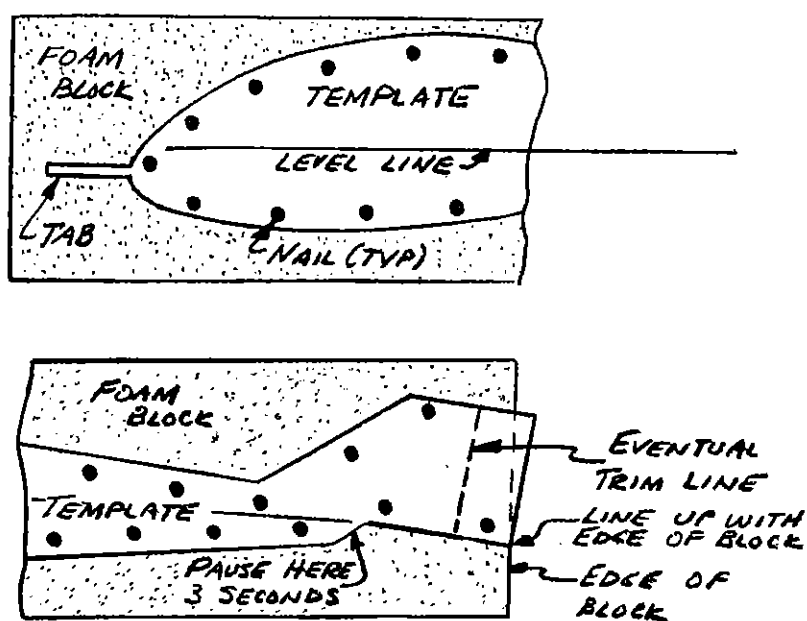 FOAM
BLOCK
TEMPLATE
LEVEL LINE
TAB
NAIL (TYP)
FOAM
BLOCK
TEMPLATE
PAUSE HERE
3 SECONDS
EVENTUAL
TRIM LINE
LINE UP WITH
EDGE OF BLOCK
EDGE OF
BLOCK